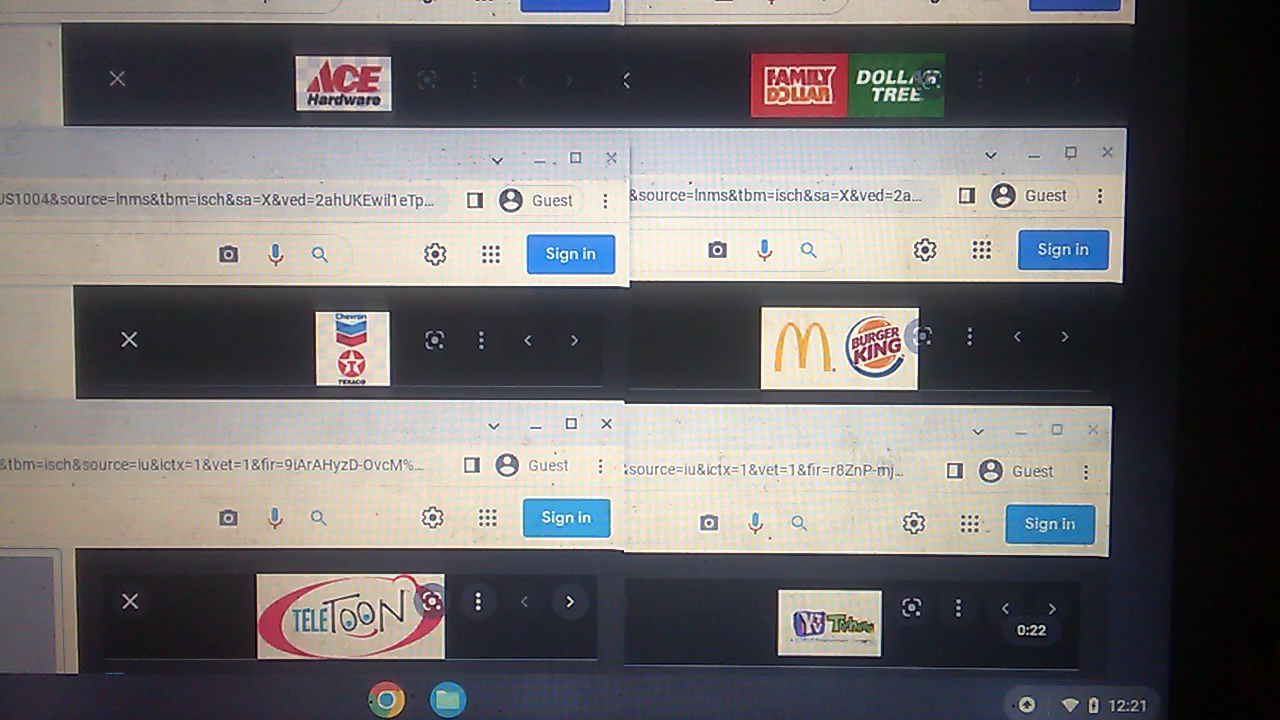 ACE
Hardware
FAMILY
DOLLAR
DOLLAR
TREE
US1004&source=lnms&tbm=isch&sa=X&ved=2ahUKEwil1eTp...
Guest
&source=lnms&tbm=isch&sa=X&ved=2a...
Guest
Sign in
Sign in
Chevron
TEXACO
M
BURGER
KING
&tbm=isch&source=iu&ictx=1&vet=1&fir=9iArAHyzD-OvcM%...
Guest
source=iu&ictx=1&vet=1&fir=r8ZnP-mj...
Guest
Sign in
Sign in
TELETOON
YTV
0:22
12:21